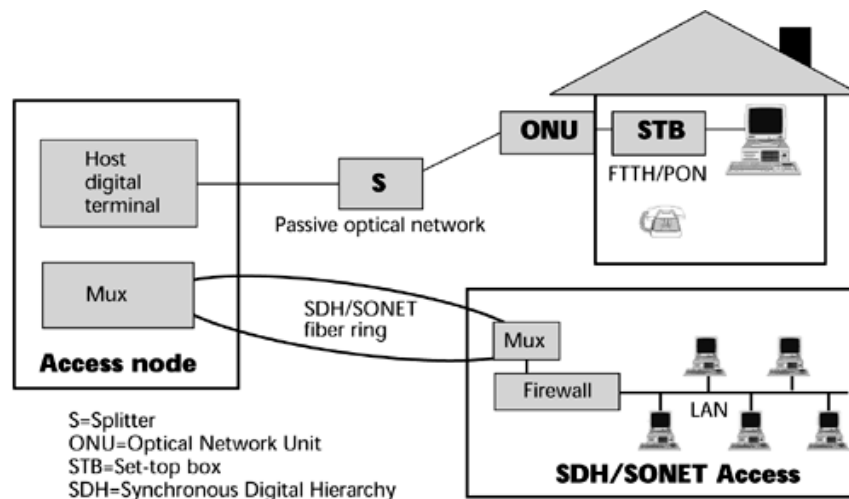 Host
digital
terminal
S
Passive optical network
ONU
STB
FTTH/PON
Mux
SDH/SONET
fiber ring
Access node
Mux
Firewall
LAN
SDH/SONET Access
S=Splitter
ONU=Optical Network Unit
STB=Set-top box
SDH=Synchronous Digital Hierarchy